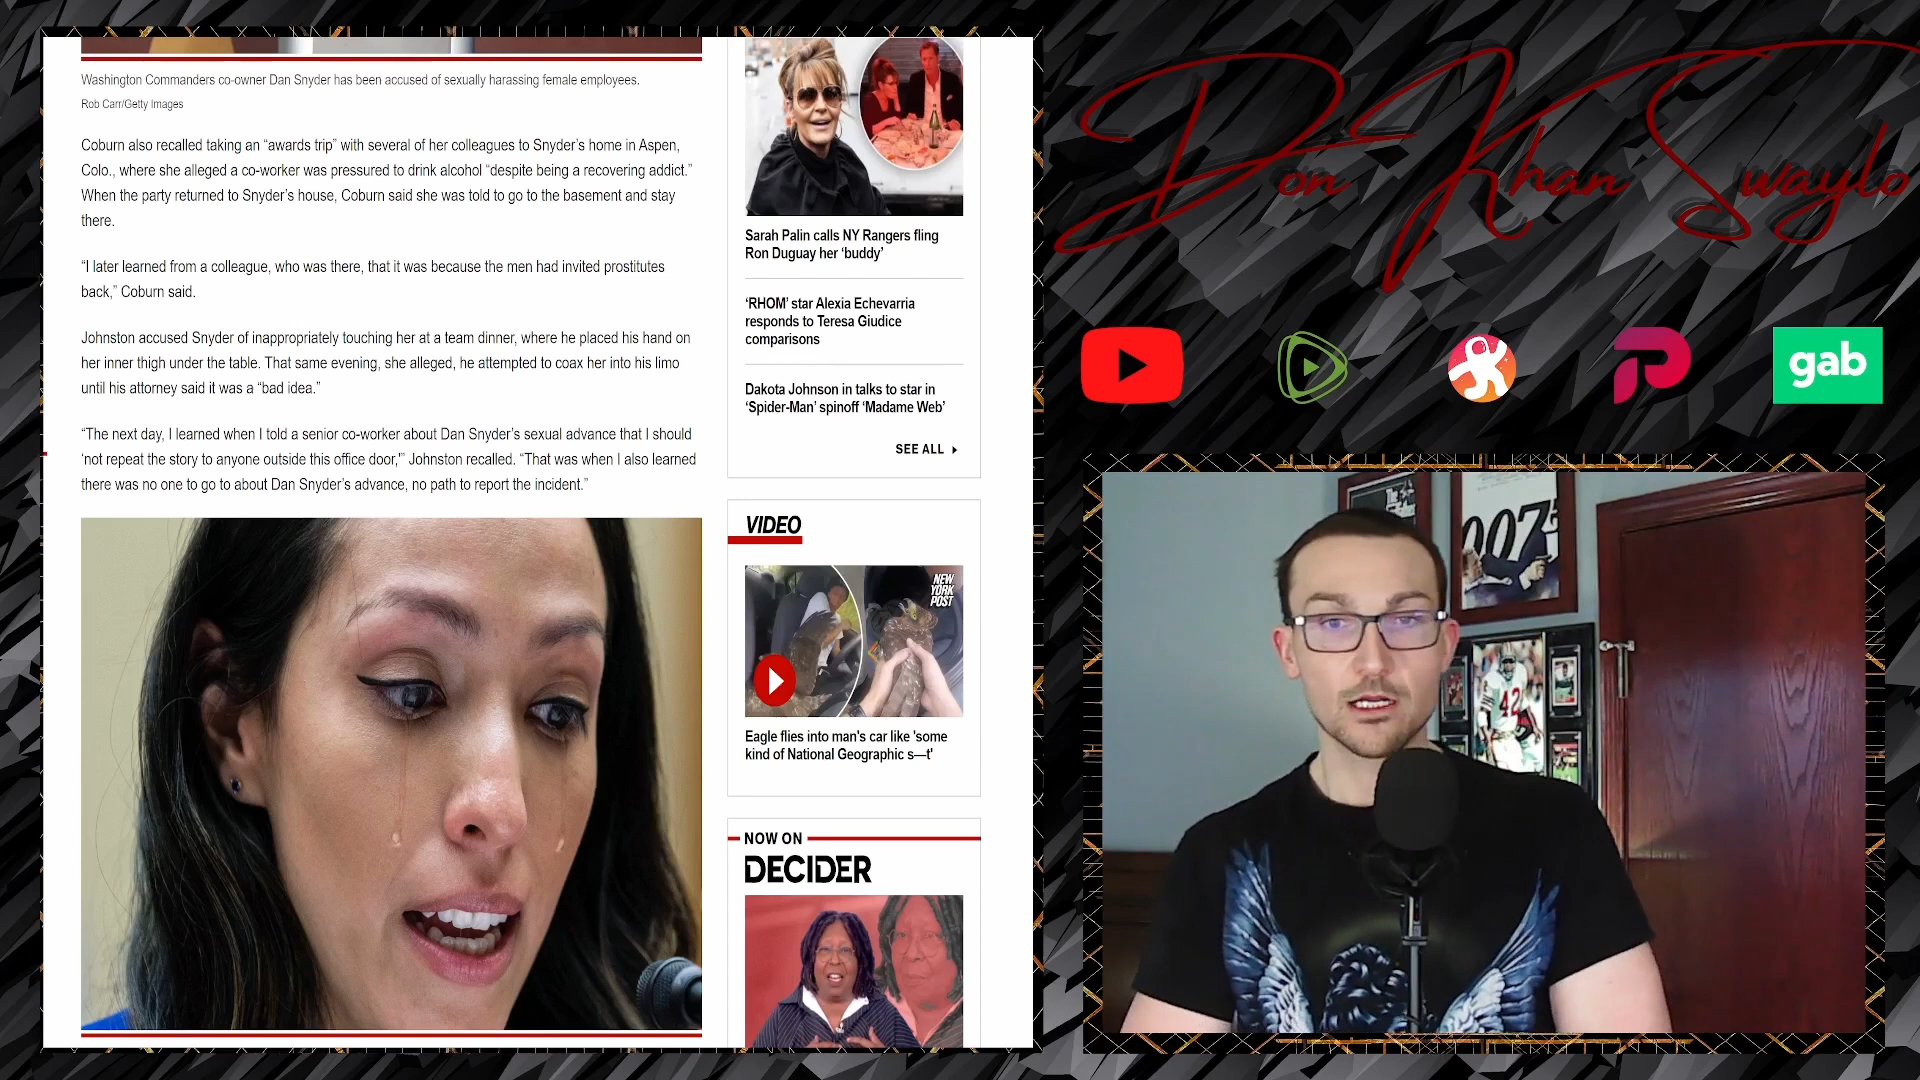 Washington Commanders co-owner Dan Snyder has been accused of sexually harassing female employees.
Rob Carr/Getty Images
Coburn also recalled taking an “awards trip” with several of her colleagues to Snyder’s home in Aspen,
Colo., where she alleged a co-worker was pressured to drink alcohol “despite being a recovering addict.”
When the party returned to Snyder’s house, Coburn said she was told to go to the basement and stay
there.
“I later learned from a colleague, who was there, that it was because the men had invited prostitutes
back,” Coburn said.
Johnston accused Snyder of inappropriately touching her at a team dinner, where he placed his hand on
her inner thigh under the table. That same evening, she alleged, he attempted to coax her into his limo
until his attorney said it was a “bad idea.”
“The next day, I learned when I told a senior co-worker about Dan Snyder’s sexual advance that I should
‘not repeat the story to anyone outside this office door,’” Johnston recalled. “That was when I also learned
there was no one to go to about Dan Snyder’s advance, no path to report the incident.”
Sarah Palin calls NY Rangers fling
Ron Duguay her ‘buddy’
‘RHOM’ star Alexia Echevarria
responds to Teresa Giudice
comparisons
Dakota Johnson in talks to star in
‘Spider-Man’ spinoff ‘Madame Web’
SEE ALL
VIDEO
NEW
YORK
POST
Eagle flies into man's car like 'some
kind of National Geographic s—t'
NOW ON
DECIDER
Don Khan Swaylo
gab
The Godfather
007
42